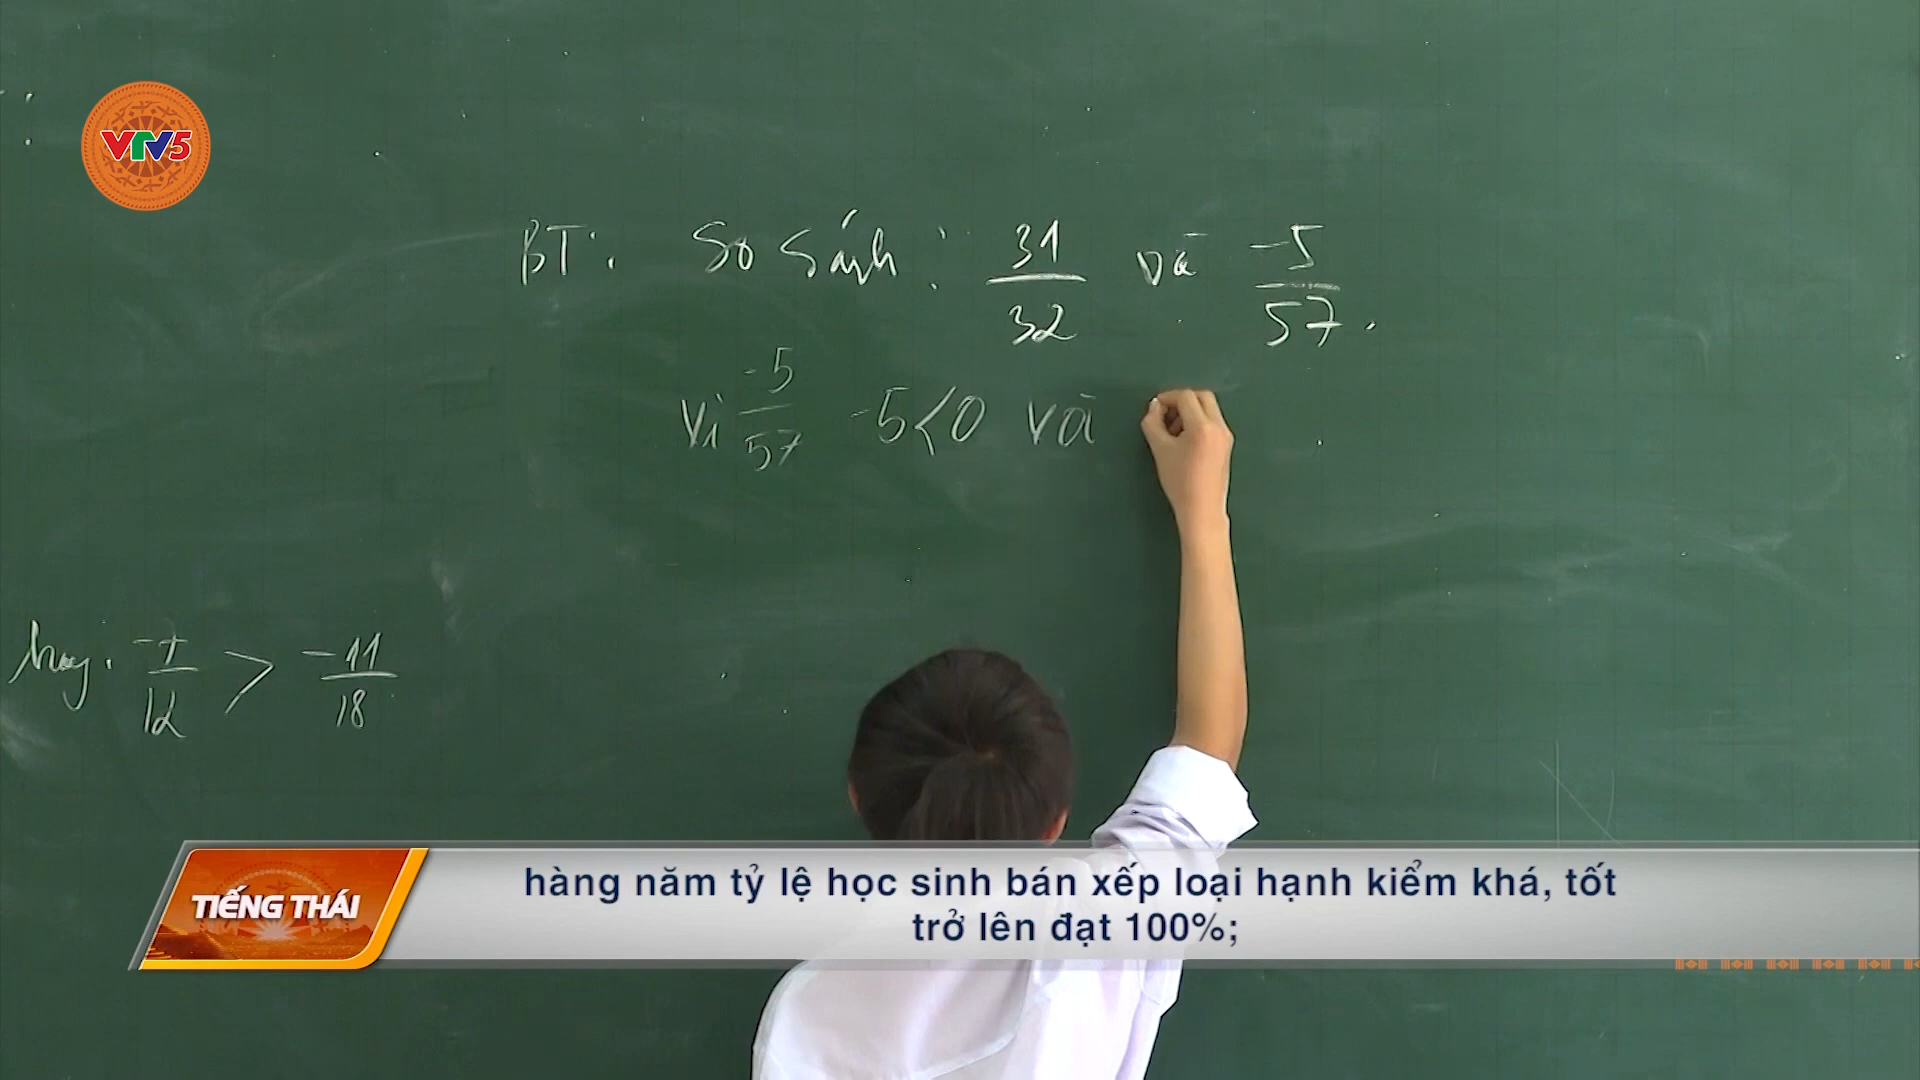 VTV5
BT: So sánh: 31/32 và -5/57.
Vì -5/57 -5<0 và
hay. -7/12 > -11/18
TIẾNG THÁI
hàng năm tỷ lệ học sinh bán xếp loại hạnh kiểm khá, tốt
trở lên đạt 100%;